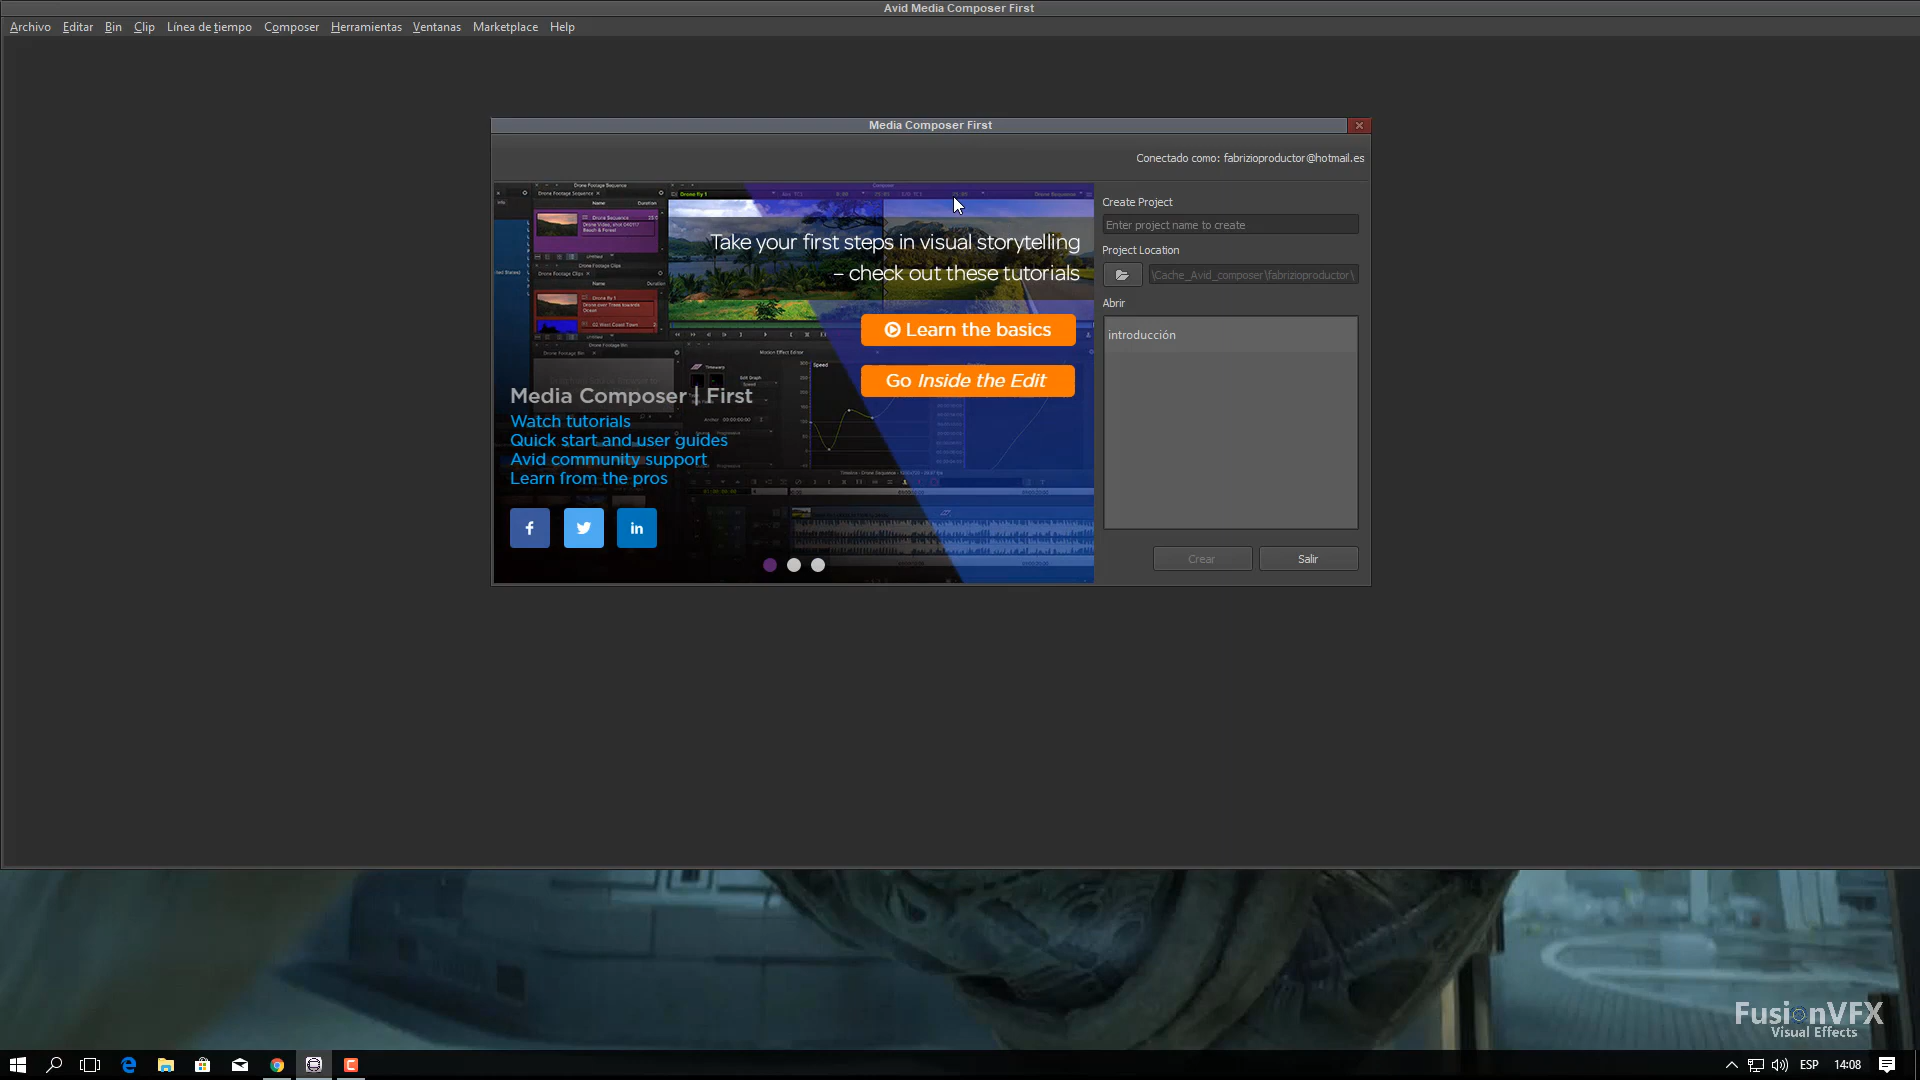 Avid Media Composer First
Archivo Editar Bin Clip Línea de tiempo Composer Herramientas Ventanas Marketplace Help
Media Composer First
Conectado como: fabrizioproductor@hotmail.es
Take your first steps in visual storytelling
– check out these tutorials
Learn the basics
Go Inside the Edit
Media Composer | First
Watch tutorials
Quick start and user guides
Avid community support
Learn from the pros
Create Project
Enter project name to create
Project Location
\Cache_Avid_composer\fabrizioproductor\
Abrir
introducción
Crear Salir
FusionVFX
Visual Effects
ESP 14:08